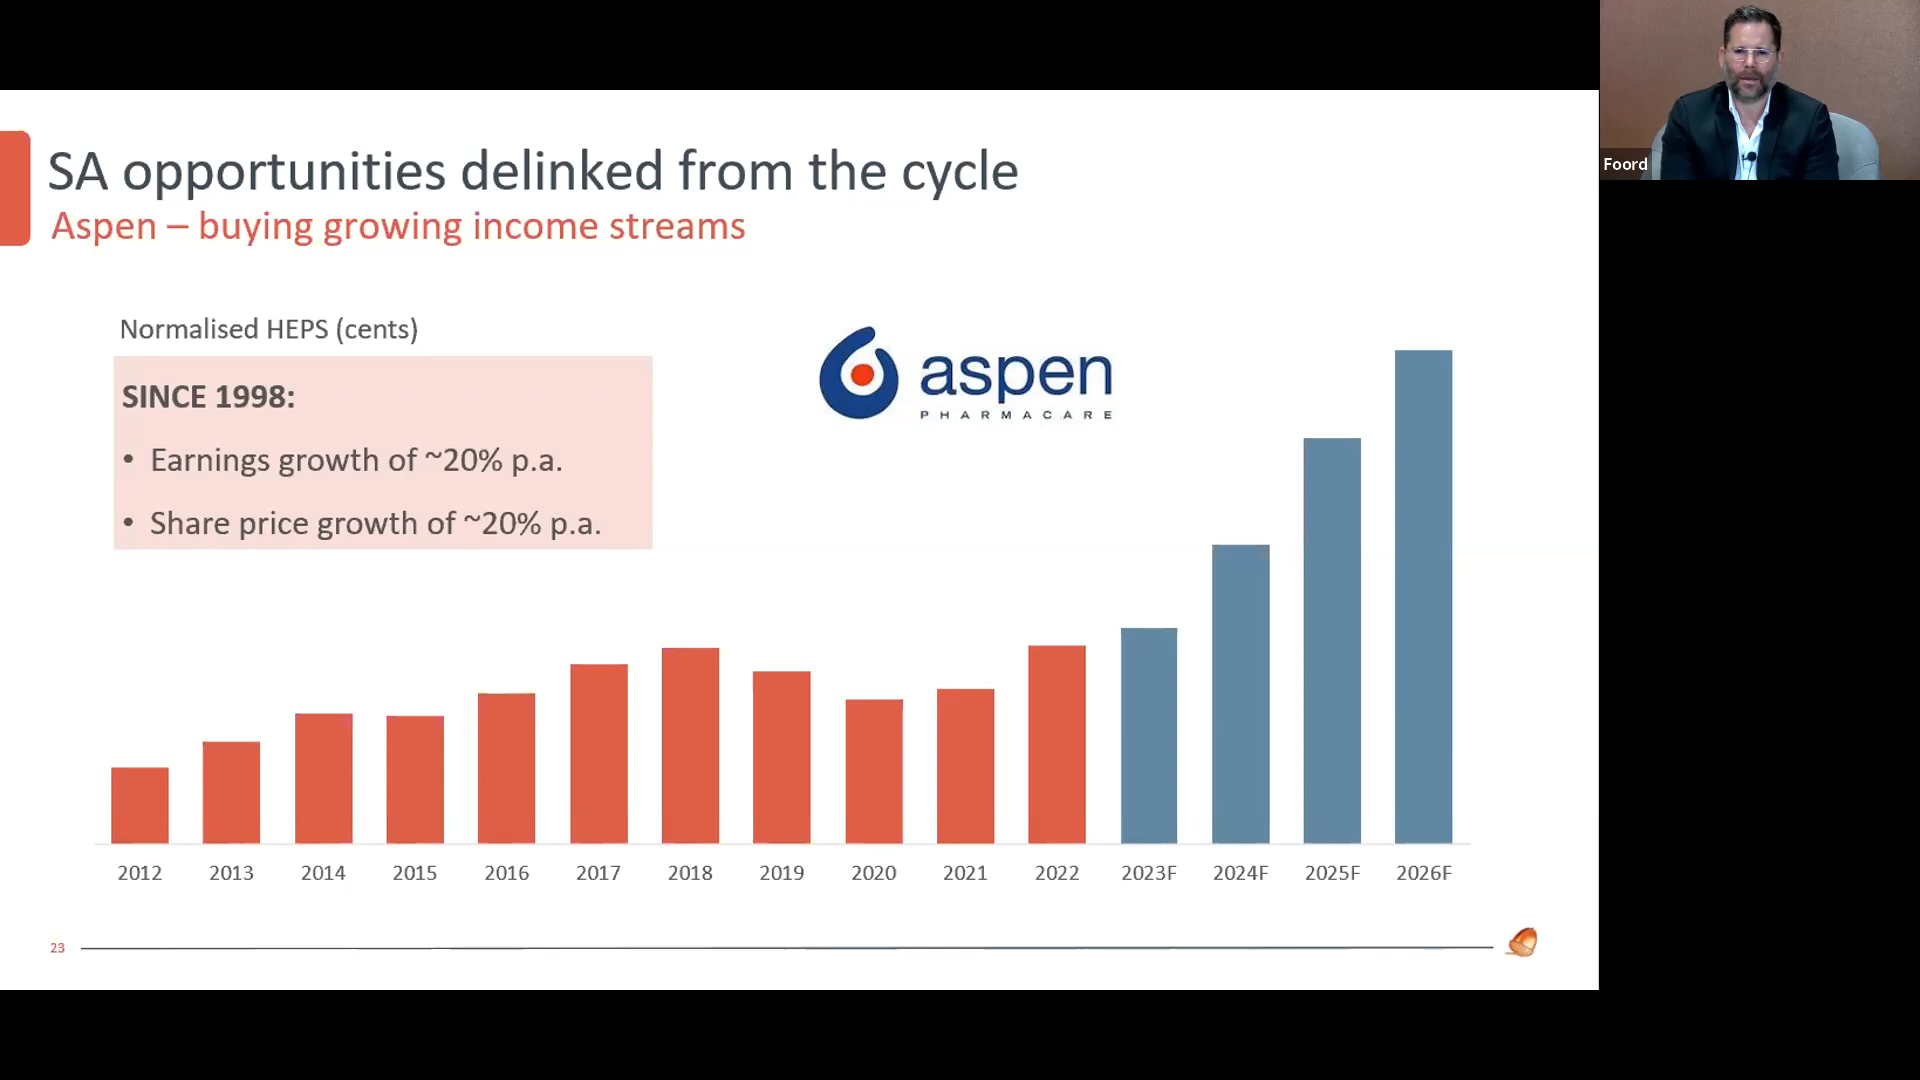 SA opportunities delinked from the cycle
Aspen – buying growing income streams
Foord
Normalised HEPS (cents)
SINCE 1998:
• Earnings growth of ~20% p.a.
• Share price growth of ~20% p.a.
aspen
PHARMACARE
2012 2013 2014 2015 2016 2017 2018 2019 2020 2021 2022 2023F 2024F 2025F 2026F
23